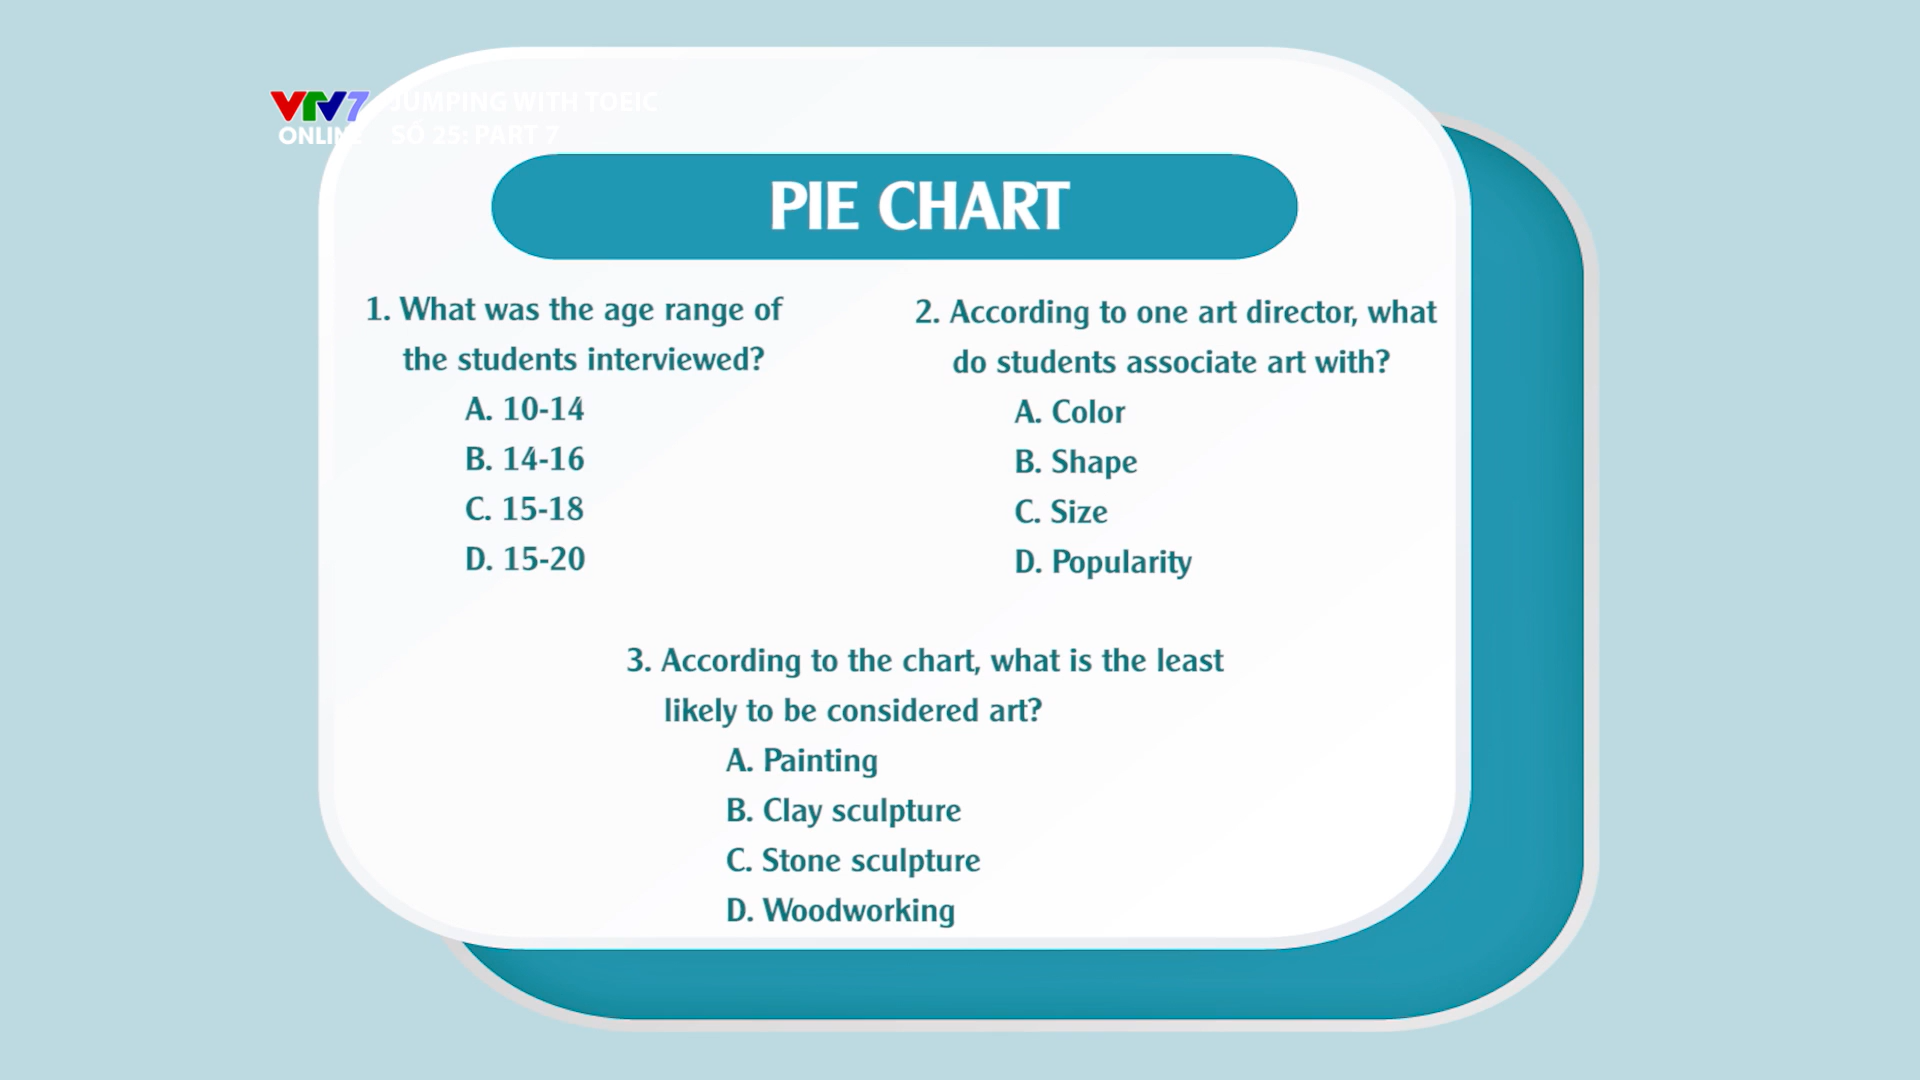 VTV7
ONLINE
JUMPING WITH TOEIC
SỐ 25: PART 7
PIE CHART
1. What was the age range of
the students interviewed?
A. 10-14
B. 14-16
C. 15-18
D. 15-20
2. According to one art director, what
do students associate art with?
A. Color
B. Shape
C. Size
D. Popularity
3. According to the chart, what is the least
likely to be considered art?
A. Painting
B. Clay sculpture
C. Stone sculpture
D. Woodworking